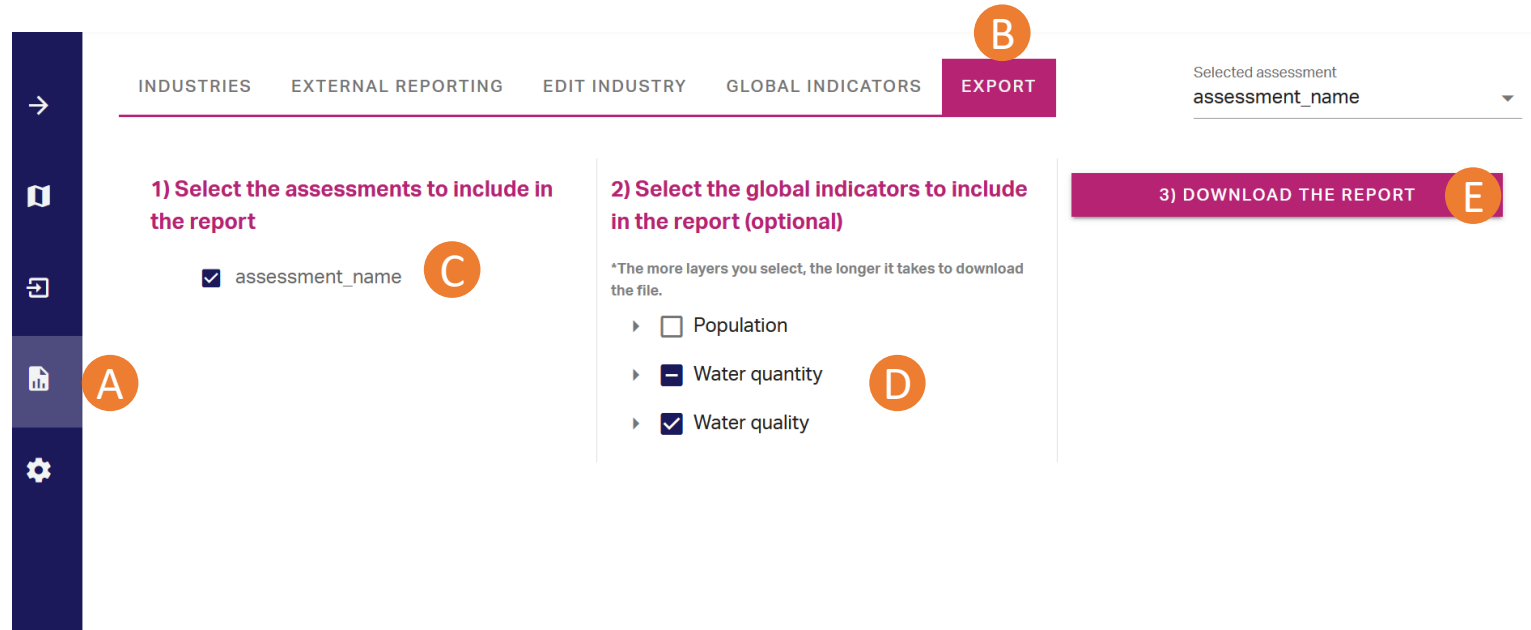 B
INDUSTRIES EXTERNAL REPORTING EDIT INDUSTRY GLOBAL INDICATORS EXPORT
Selected assessment
assessment_name
1) Select the assessments to include in
the report
assessment_name
C
2) Select the global indicators to include
in the report (optional)
*The more layers you select, the longer it takes to download
the file.
Population
Water quantity
Water quality
D
3) DOWNLOAD THE REPORT
E
A